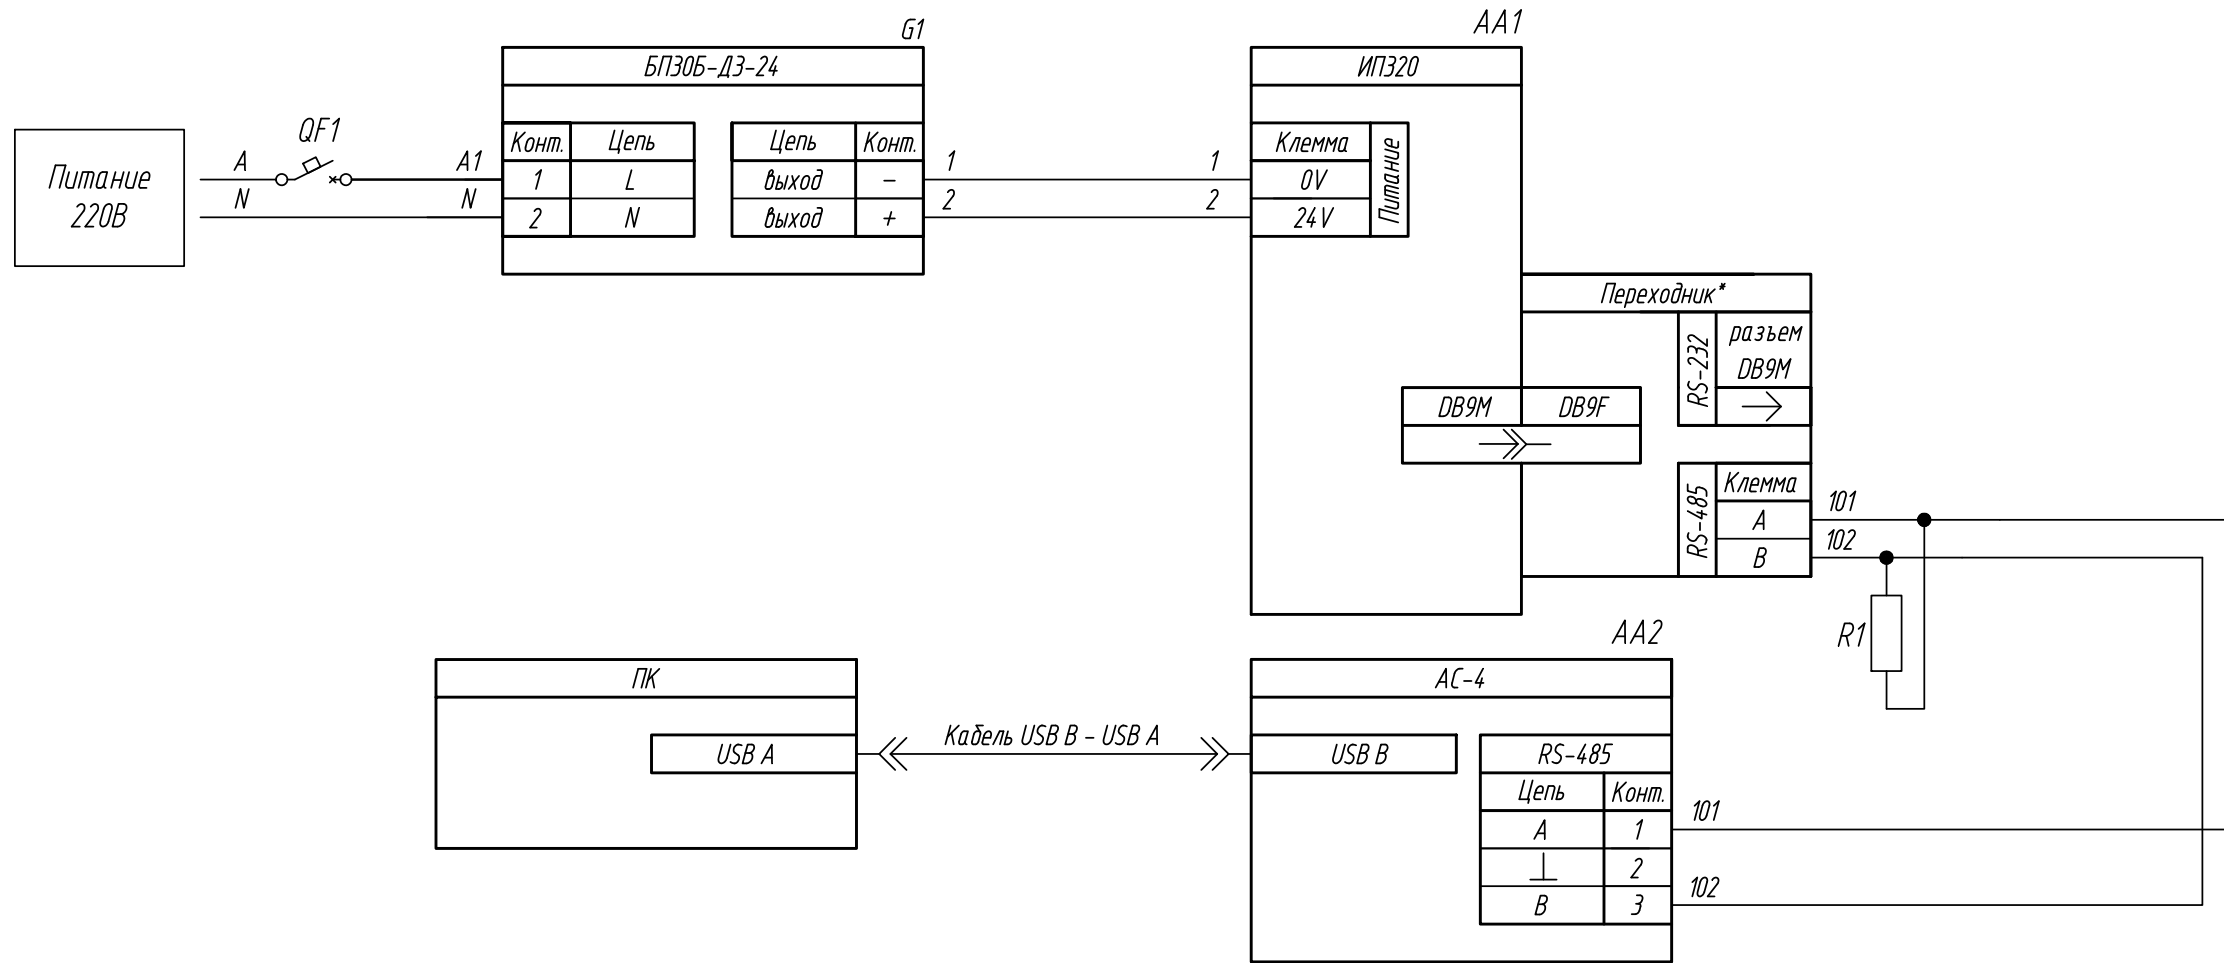 G1
AA1
БП30Б-Д3-24
ИП320
Питание
220В
QF1
A
A1
N
N
Конт.
Цепь
1
L
2
N
Цепь
Конт.
выход
-
выход
+
1
1
2
2
Клемма
0V
24V
Питание
Переходник*
RS-232
разъем
DB9M
DB9M
DB9F
RS-485
Клемма
A
B
101
102
R1
AA2
ПК
USB A
Кабель USB B - USB A
AC-4
USB B
RS-485
Цепь
Конт.
A
1
2
B
3
101
102